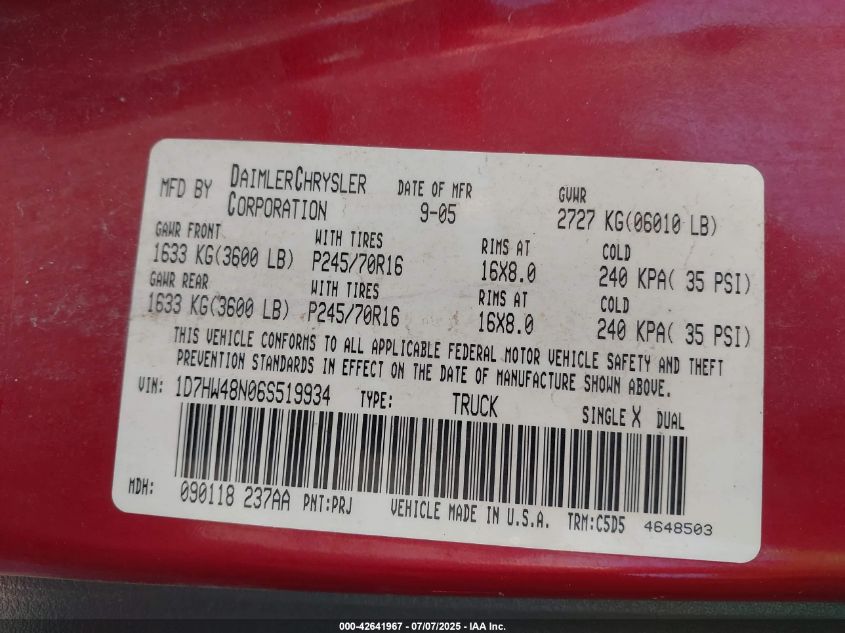 MFD BY DAIMLERCHRYSLER CORPORATION DATE OF MFR 9-05 GVWR 2727 KG(06010 LB)
GAWR FRONT WITH TIRES RIMS AT COLD
1633 KG(3600 LB) P245/70R16 16X8.0 240 KPA( 35 PSI)
GAWR REAR WITH TIRES RIMS AT COLD
1633 KG(3600 LB) P245/70R16 16X8.0 240 KPA( 35 PSI)
THIS VEHICLE CONFORMS TO ALL APPLICABLE FEDERAL MOTOR VEHICLE SAFETY AND THEFT
PREVENTION STANDARDS IN EFFECT ON THE DATE OF MANUFACTURE SHOWN ABOVE.
VIN: 1D7HW48N06S519934 TYPE: TRUCK SINGLE X DUAL
MDH: 090118 237AA PNT:PRJ VEHICLE MADE IN U.S.A. TRM:C5D5 4648503
000-42641967 / 07/07/2025 - IAA Inc.